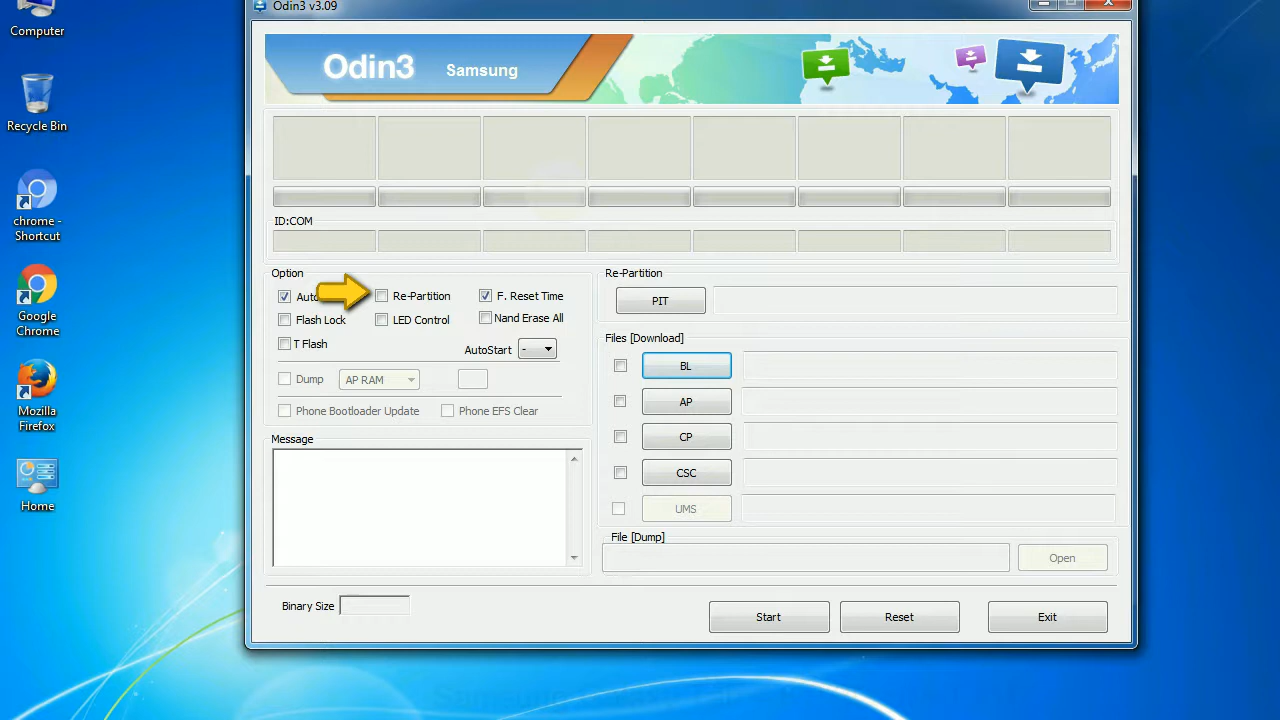 Odin3 v3.09
Computer
Recycle Bin
chrome -
Shortcut
Google
Chrome
Mozilla
Firefox
Home
Odin3
Samsung
ID:COM
Option
Auto
Re-Partition
F. Reset Time
Flash Lock
LED Control
Nand Erase All
T Flash
AutoStart
-
Dump
AP RAM
Phone Bootloader Update
Phone EFS Clear
Message
Re-Partition
PIT
Files [Download]
BL
AP
CP
CSC
UMS
File [Dump]
Open
Binary Size
Start
Reset
Exit